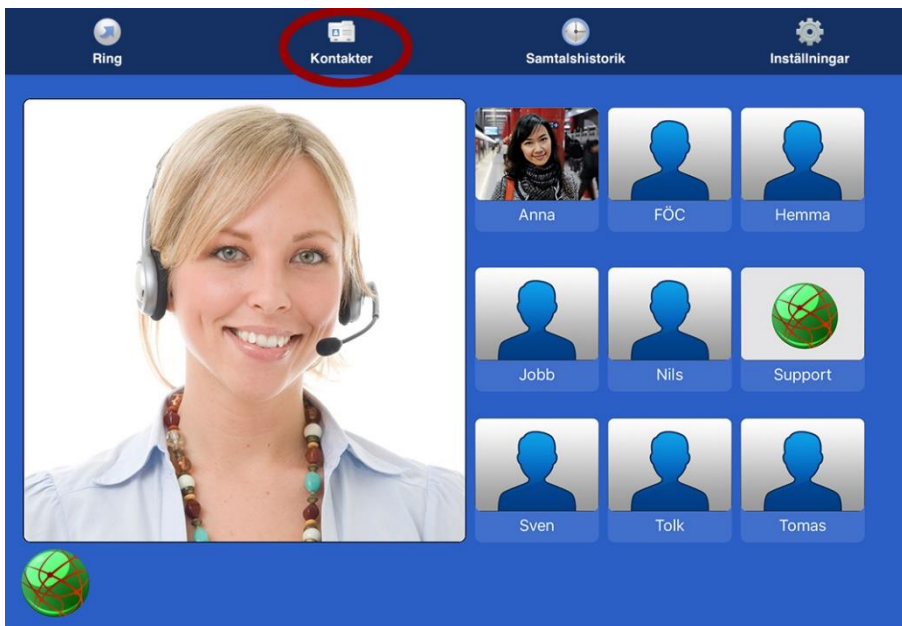 Ring
Kontakter
Samtalshistorik
Inställningar
Anna
FÖC
Hemma
Jobb
Nils
Support
Sven
Tolk
Tomas